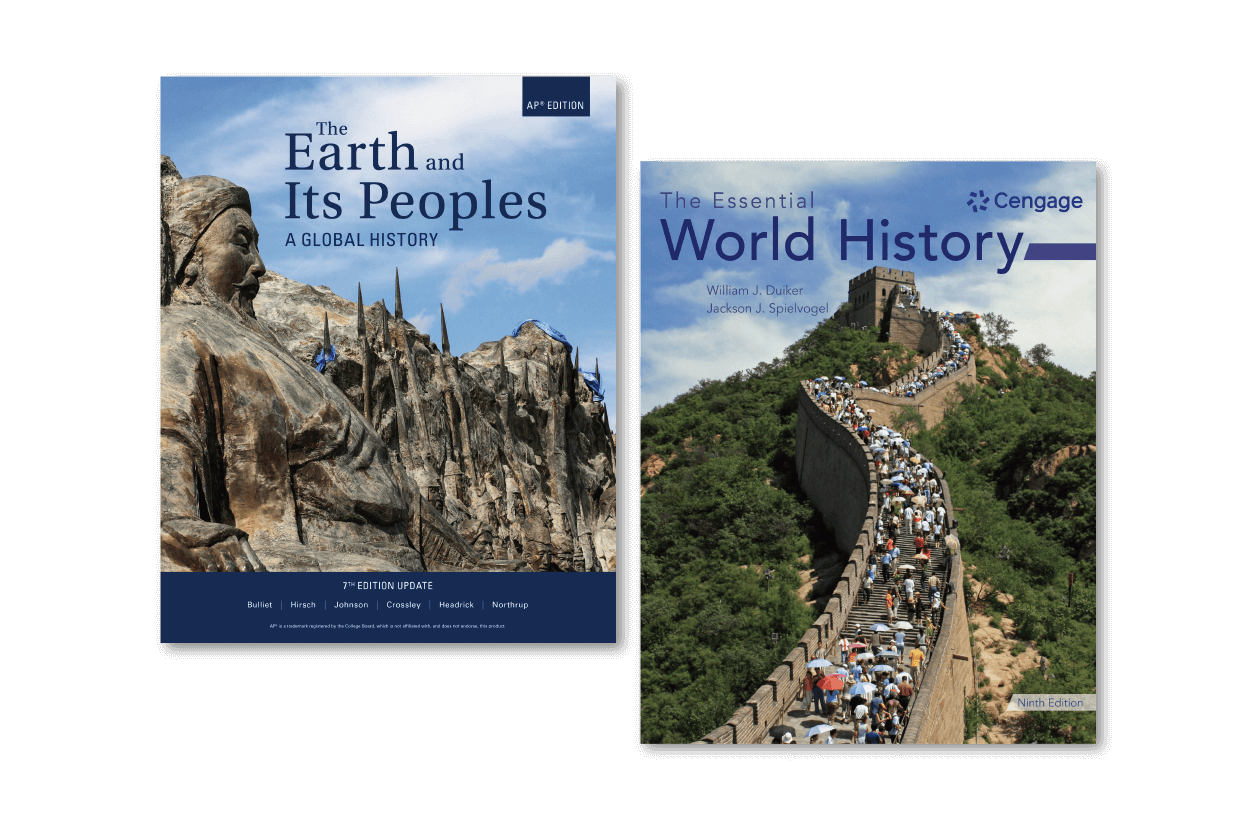 AP® EDITION
The
Earth and
Its Peoples
A GLOBAL HISTORY
7TH EDITION UPDATE
Bulliet | Hirsch | Johnson | Crossley | Headrick | Northrup
AP® is a trademark registered by the College Board, which is not affiliated with, and does not endorse, this product.
The Essential
Cengage
World History
William J. Duiker
Jackson J. Spielvogel
Ninth Edition